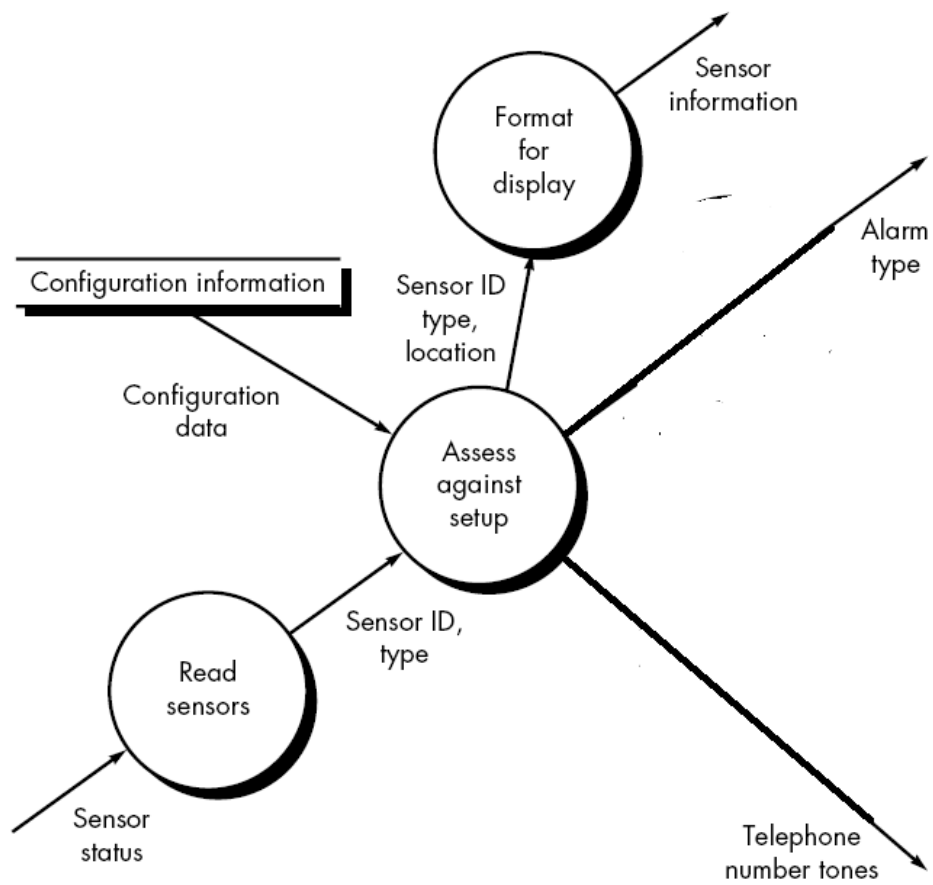 Sensor
information
Format
for
display
Alarm
type
Configuration information
Sensor ID
type,
location
Configuration
data
Assess
against
setup
Sensor ID,
type
Read
sensors
Sensor
status
Telephone
number tones